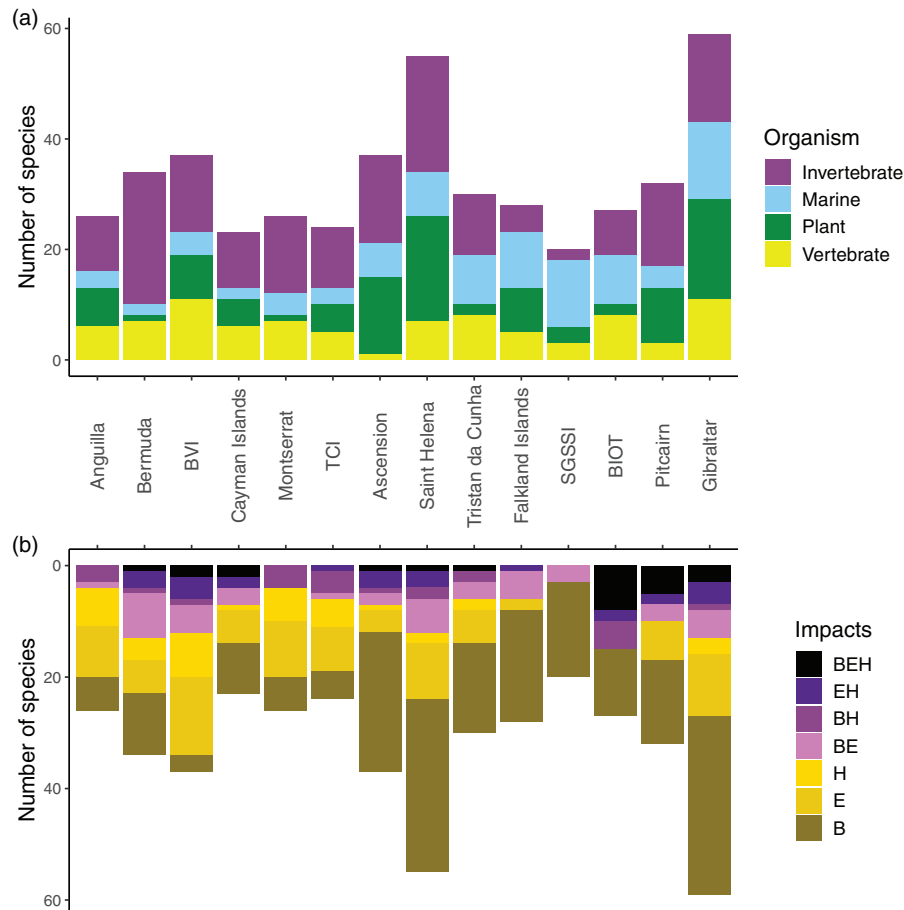 (a)
60
40
20
0
Number of species
Organism
Invertebrate
Marine
Plant
Vertebrate
Anguilla
Bermuda
BVI
Cayman Islands
Montserrat
TCI
Ascension
Saint Helena
Tristan da Cunha
Falkland Islands
SGSSI
BIOT
Pitcairn
Gibraltar
(b)
0
20
40
60
Number of species
Impacts
BEH
EH
BH
BE
H
E
B